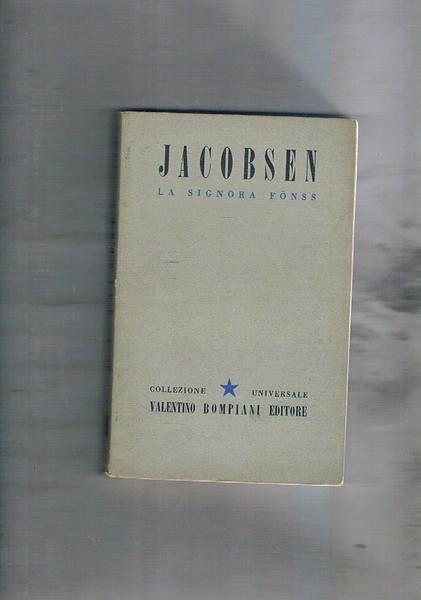 JACOBSEN
LA SIGNORA FÖNSS
COLLEZIONE UNIVERSALE
VALENTINO BOMPIANI EDITORE